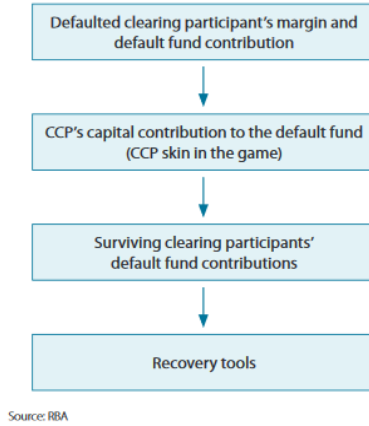 Defaulted clearing participant's margin and
default fund contribution
CCP's capital contribution to the default fund
(CCP skin in the game)
Surviving clearing participants'
default fund contributions
Recovery tools
Source: RBA